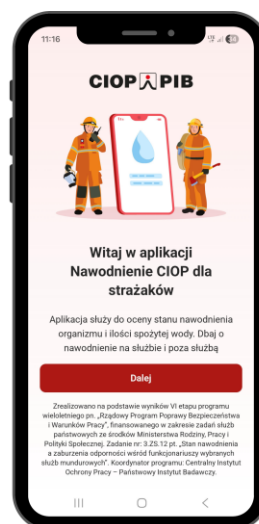 11:16
CIOP PIB
Witaj w aplikacji
Nawodnienie CIOP dla
strażaków
Aplikacja służy do oceny stanu nawodnienia
organizmu i ilości spożytej wody. Dbaj o
nawodnienie na służbie i poza służbą
Dalej
Zrealizowano na podstawie wyników VI etapu programu
wieloletniego pn. „Rządowy Program Poprawy Bezpieczeństwa
i Warunków Pracy”, finansowanego w zakresie zadań służb
państwowych ze środków Ministerstwa Rodziny, Pracy i
Polityki Społecznej. Zadanie nr: 3.ZS.12 pt. „Stan nawodnienia
a zaburzenia odporności wśród funkcjonariuszy wybranych
służb mundurowych”. Koordynator programu: Centralny Instytut
Ochrony Pracy – Państwowy Instytut Badawczy.